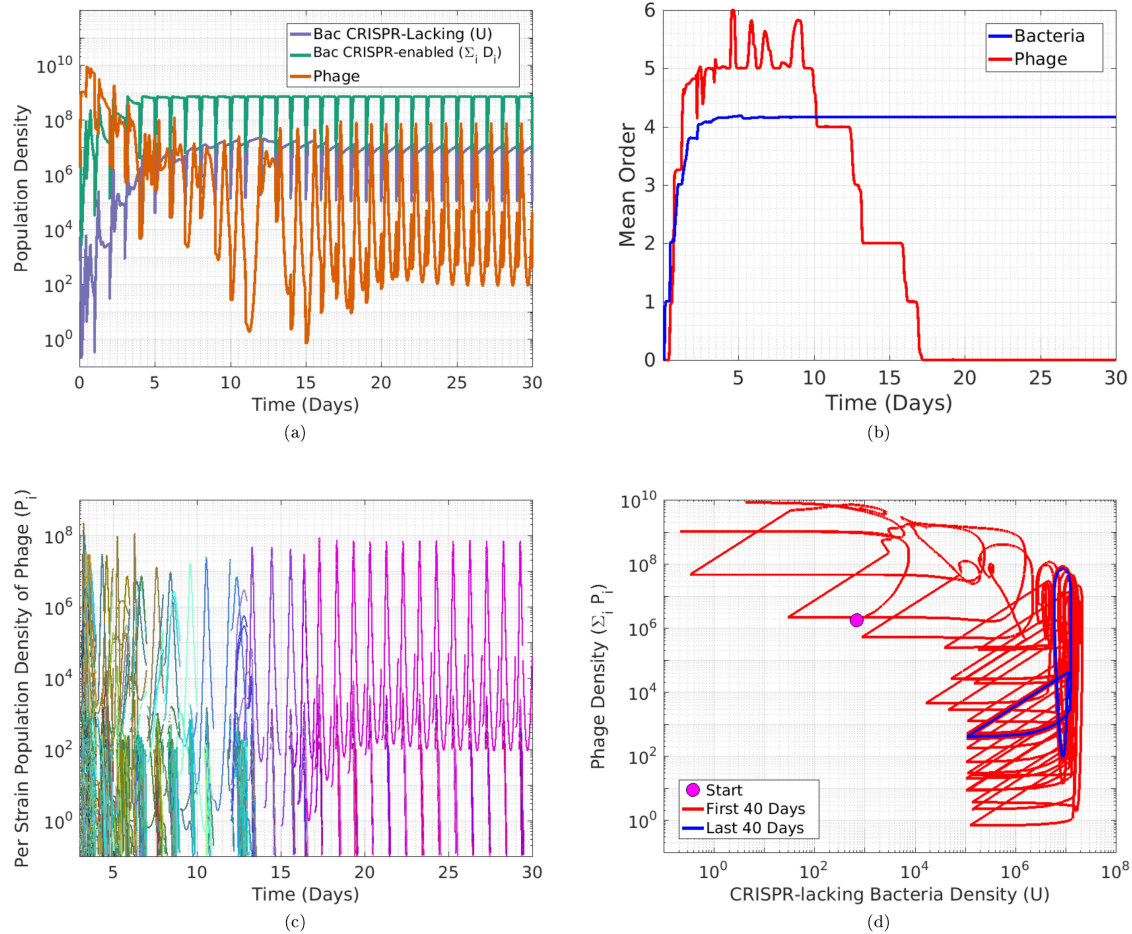 Bac CRISPR-Lacking (U)
Bac CRISPR-enabled (Σ_i D_i)
Phage
10^10
10^8
10^6
10^4
10^2
10^0
Population Density
0 5 10 15 20 25 30
Time (Days)
(a)
Bacteria
Phage
6
5
4
3
2
1
0
Mean Order
5 10 15 20 25 30
Time (Days)
(b)
10^8
10^6
10^4
10^2
10^0
Per Strain Population Density of Phage (P_i)
5 10 15 20 25 30
Time (Days)
(c)
10^10
10^8
10^6
10^4
10^2
10^0
Phage Density (Σ_i P_i)
Start
First 40 Days
Last 40 Days
10^0 10^2 10^4 10^6 10^8
CRISPR-lacking Bacteria Density (U)
(d)